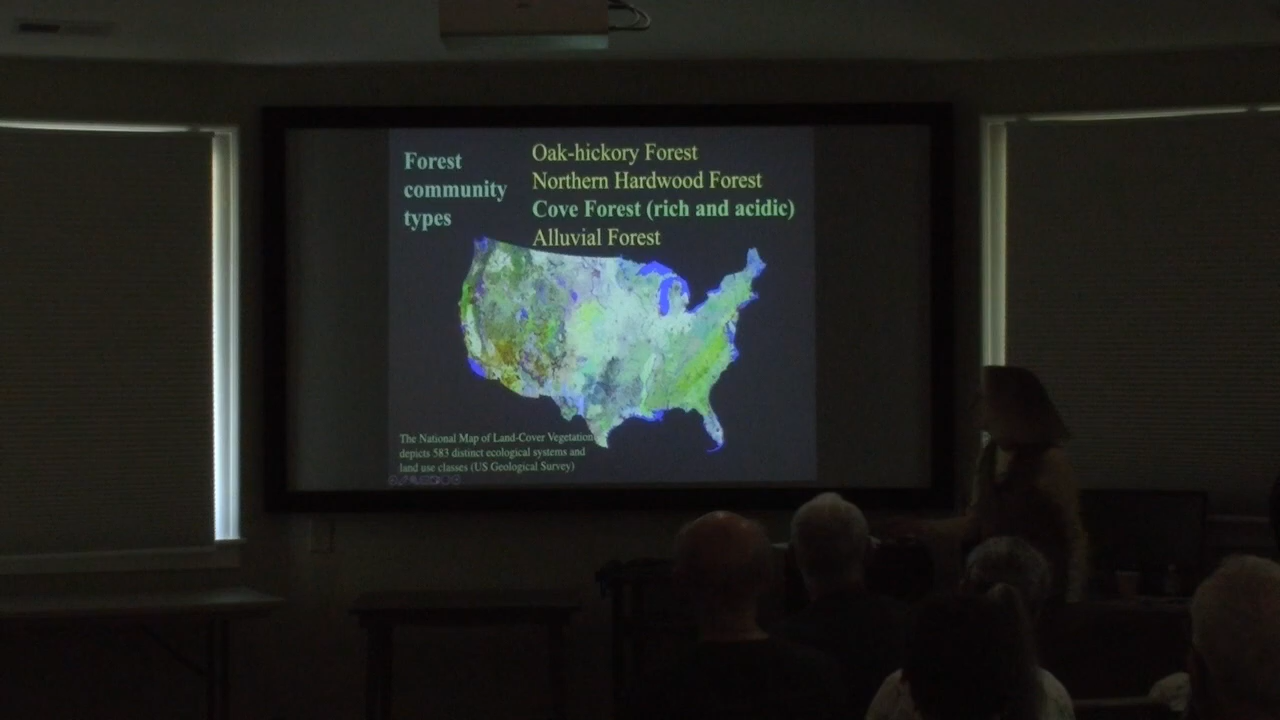 Forest
community
types
Oak-hickory Forest
Northern Hardwood Forest
Cove Forest (rich and acidic)
Alluvial Forest
The National Map of Land-Cover Vegetation
depicts 583 distinct ecological systems and
land use classes (US Geological Survey)